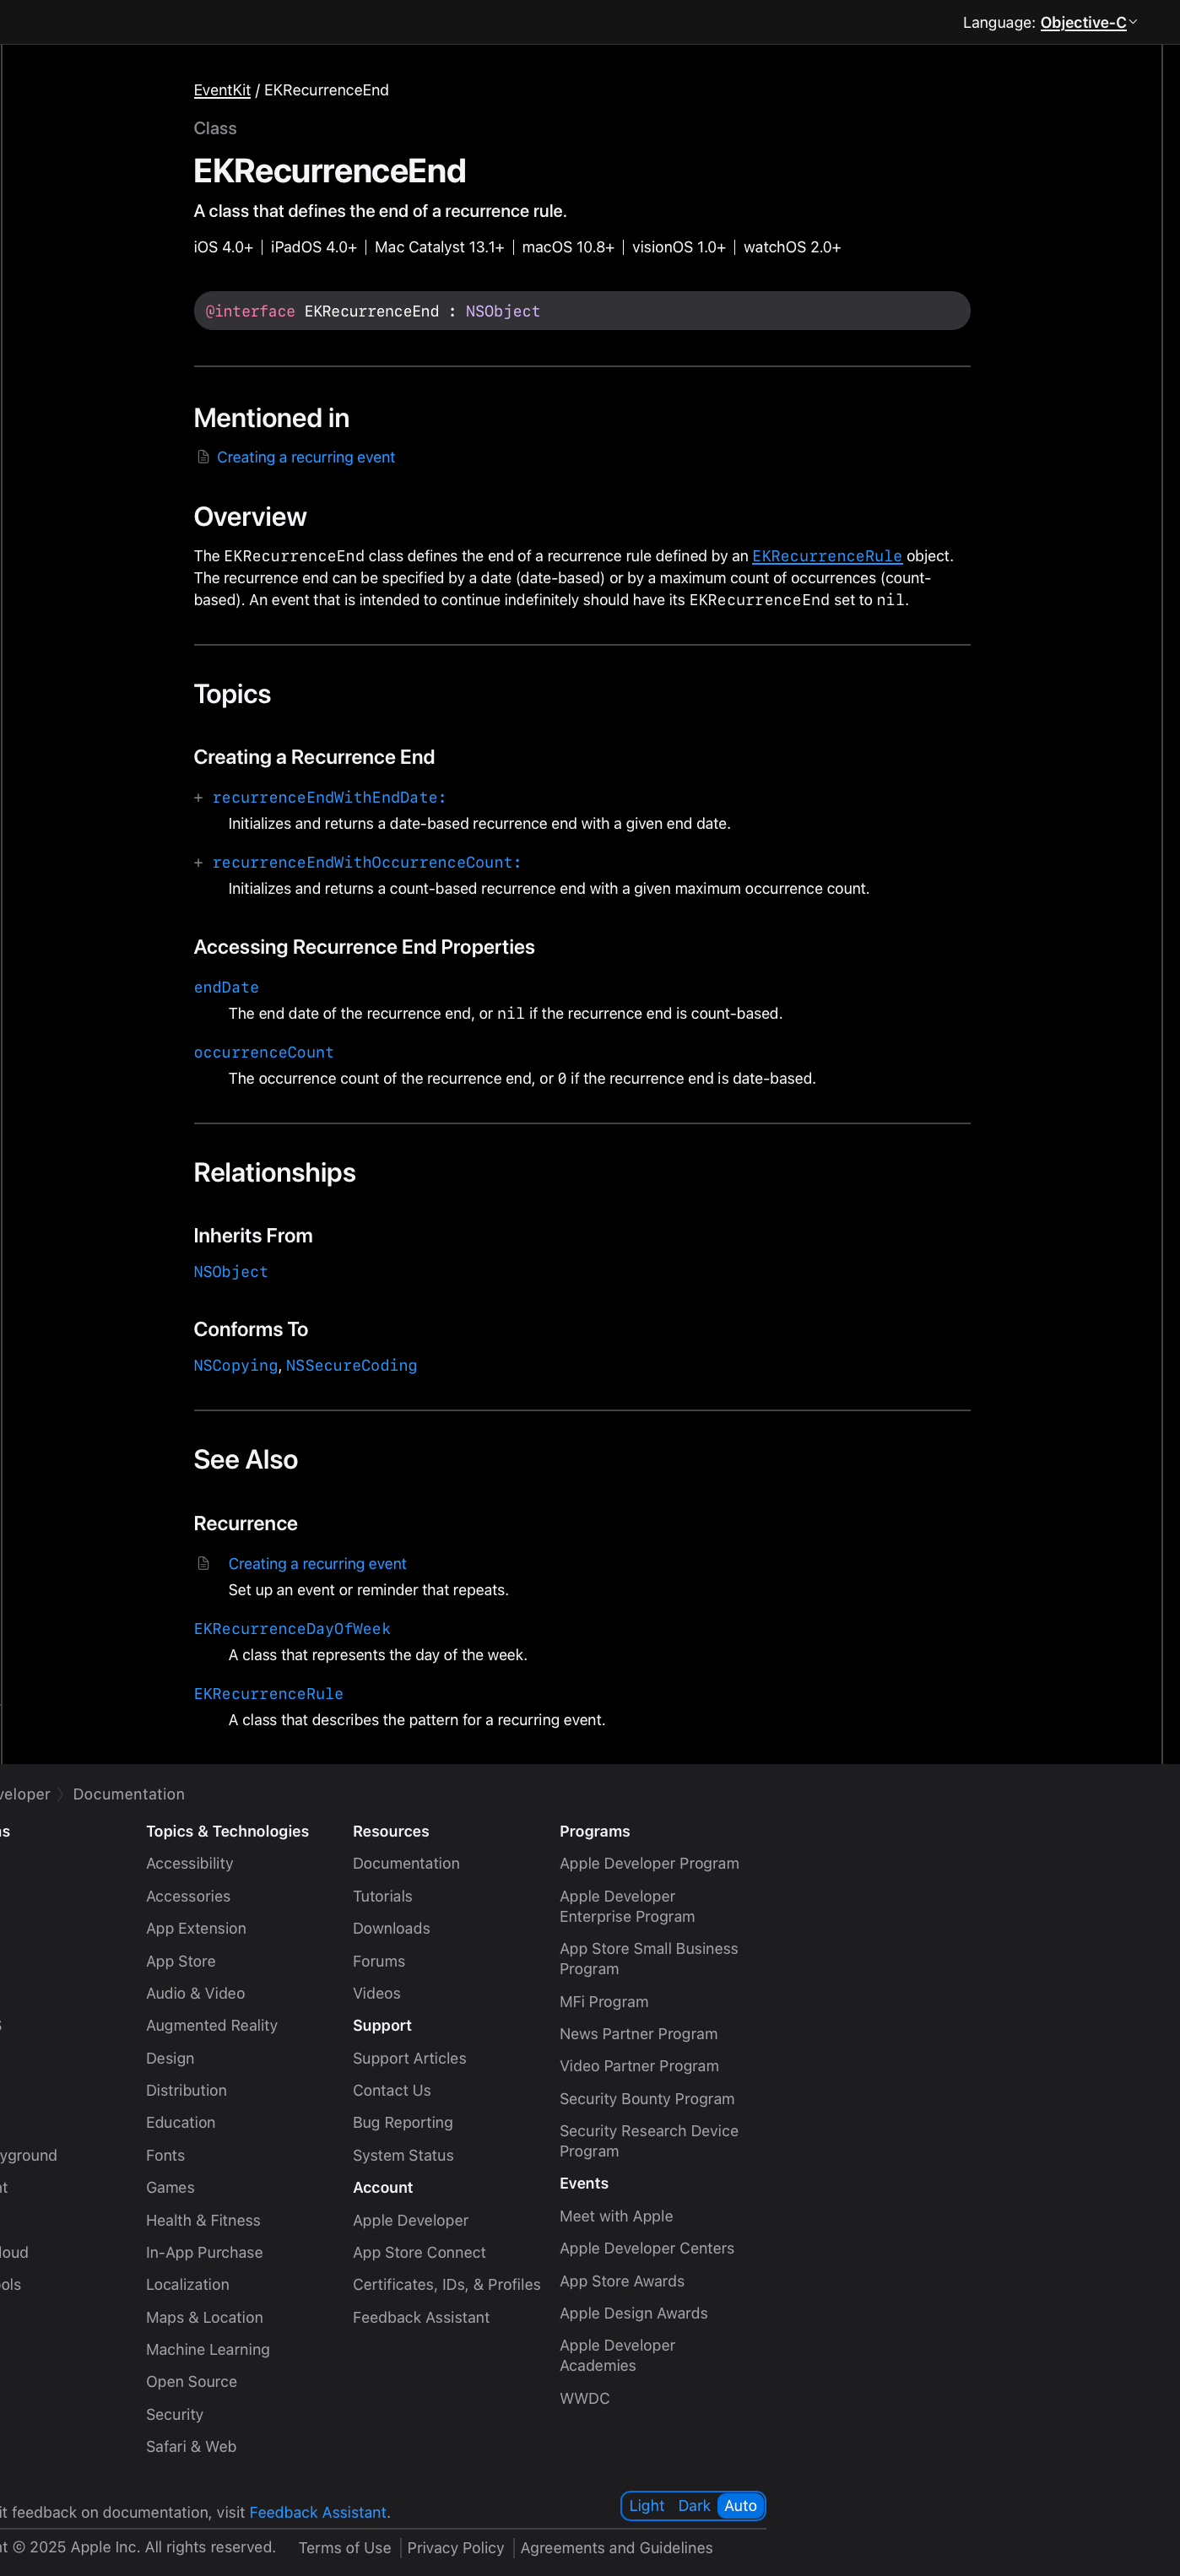 Language: Objective-C
EventKit / EKRecurrenceEnd
Class
EKRecurrenceEnd
A class that defines the end of a recurrence rule.
iOS 4.0+ | iPadOS 4.0+ | Mac Catalyst 13.1+ | macOS 10.8+ | visionOS 1.0+ | watchOS 2.0+
@interface EKRecurrenceEnd : NSObject
Mentioned in
Creating a recurring event
Overview
The EKRecurrenceEnd class defines the end of a recurrence rule defined by an EKRecurrenceRule object.
The recurrence end can be specified by a date (date-based) or by a maximum count of occurrences (count-
based). An event that is intended to continue indefinitely should have its EKRecurrenceEnd set to nil.
Topics
Creating a Recurrence End
+ recurrenceEndWithEndDate:
Initializes and returns a date-based recurrence end with a given end date.
+ recurrenceEndWithOccurrenceCount:
Initializes and returns a count-based recurrence end with a given maximum occurrence count.
Accessing Recurrence End Properties
endDate
The end date of the recurrence end, or nil if the recurrence end is count-based.
occurrenceCount
The occurrence count of the recurrence end, or 0 if the recurrence end is date-based.
Relationships
Inherits From
NSObject
Conforms To
NSCopying, NSSecureCoding
See Also
Recurrence
Creating a recurring event
Set up an event or reminder that repeats.
EKRecurrenceDayOfWeek
A class that represents the day of the week.
EKRecurrenceRule
A class that describes the pattern for a recurring event.
veloper > Documentation
ns
S
yground
nt
loud
ols
Topics & Technologies
Accessibility
Accessories
App Extension
App Store
Audio & Video
Augmented Reality
Design
Distribution
Education
Fonts
Games
Health & Fitness
In-App Purchase
Localization
Maps & Location
Machine Learning
Open Source
Security
Safari & Web
Resources
Documentation
Tutorials
Downloads
Forums
Videos
Support
Support Articles
Contact Us
Bug Reporting
System Status
Account
Apple Developer
App Store Connect
Certificates, IDs, & Profiles
Feedback Assistant
Programs
Apple Developer Program
Apple Developer
Enterprise Program
App Store Small Business
Program
MFi Program
News Partner Program
Video Partner Program
Security Bounty Program
Security Research Device
Program
Events
Meet with Apple
Apple Developer Centers
App Store Awards
Apple Design Awards
Apple Developer
Academies
WWDC
it feedback on documentation, visit Feedback Assistant.
Light Dark Auto
nt © 2025 Apple Inc. All rights reserved.
Terms of Use | Privacy Policy | Agreements and Guidelines